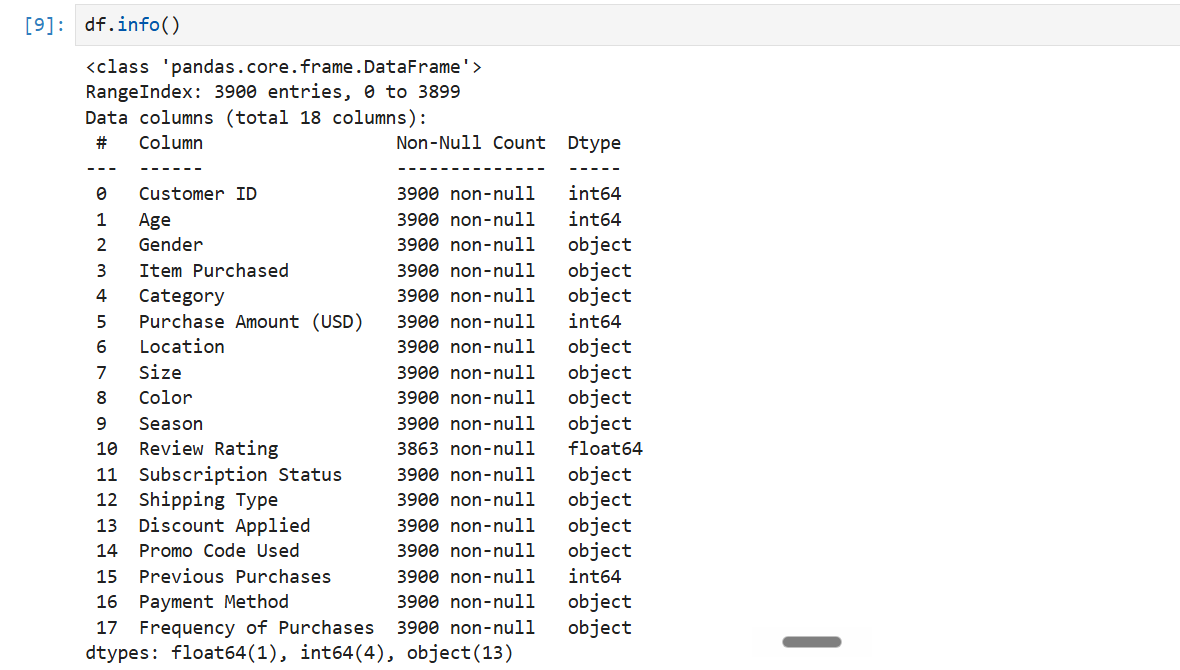 [9]: df.info()
<class 'pandas.core.frame.DataFrame'>
RangeIndex: 3900 entries, 0 to 3899
Data columns (total 18 columns):
 #   Column                  Non-Null Count  Dtype
---  ------                  --------------  -----
 0   Customer ID             3900 non-null   int64
 1   Age                     3900 non-null   int64
 2   Gender                  3900 non-null   object
 3   Item Purchased          3900 non-null   object
 4   Category                3900 non-null   object
 5   Purchase Amount (USD)   3900 non-null   int64
 6   Location                3900 non-null   object
 7   Size                    3900 non-null   object
 8   Color                   3900 non-null   object
 9   Season                  3900 non-null   object
 10  Review Rating           3863 non-null   float64
 11  Subscription Status     3900 non-null   object
 12  Shipping Type           3900 non-null   object
 13  Discount Applied        3900 non-null   object
 14  Promo Code Used         3900 non-null   object
 15  Previous Purchases      3900 non-null   int64
 16  Payment Method          3900 non-null   object
 17  Frequency of Purchases  3900 non-null   object
dtypes: float64(1), int64(4), object(13)